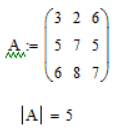 A := (3 2 6
5 7 5
6 8 7)
|A| = 5